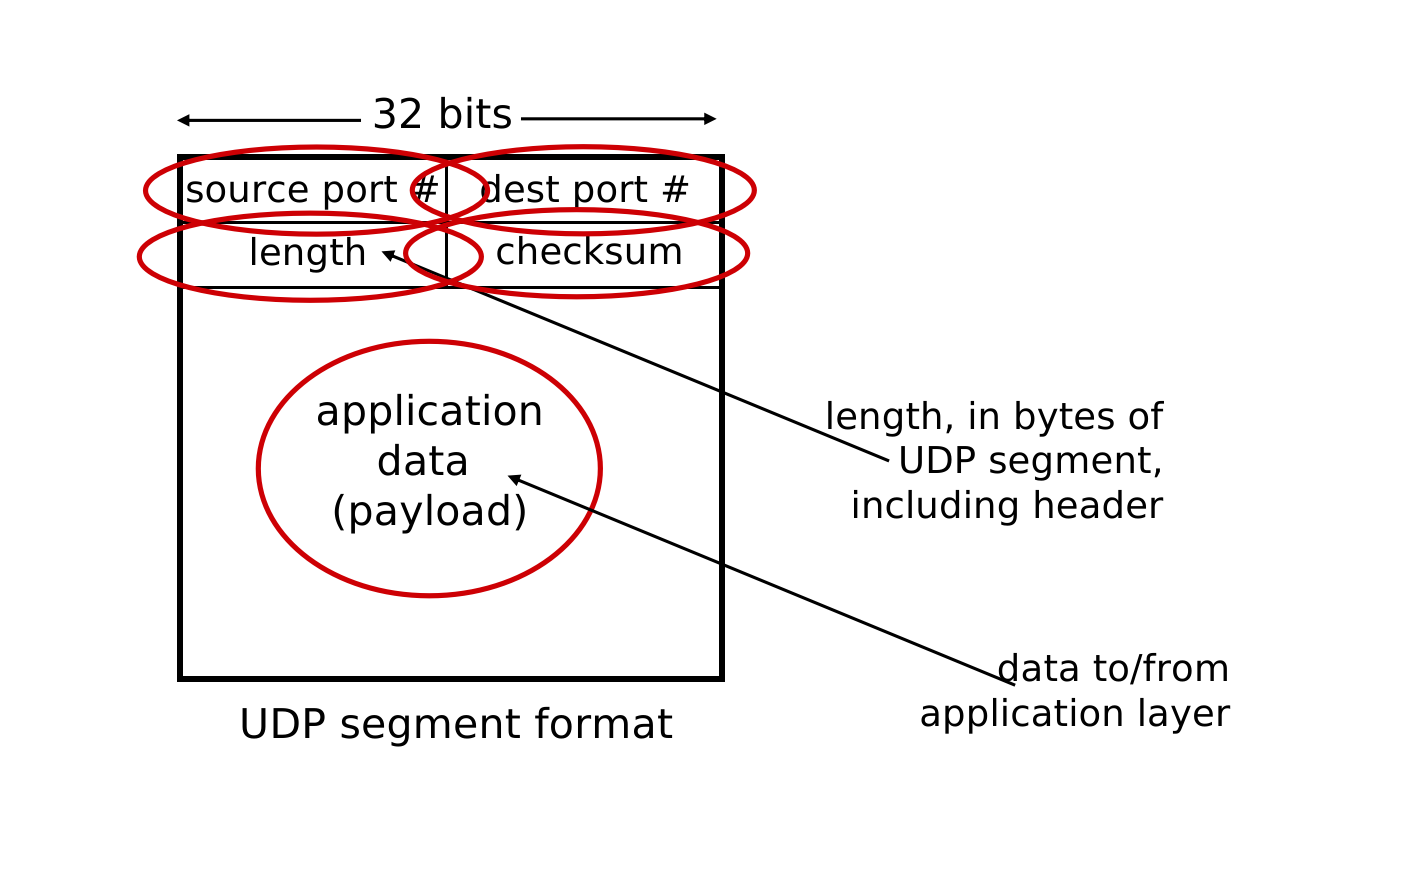 32 bits
source port #
dest port #
length
checksum
application
data
(payload)
length, in bytes of
UDP segment,
including header
data to/from
application layer
UDP segment format